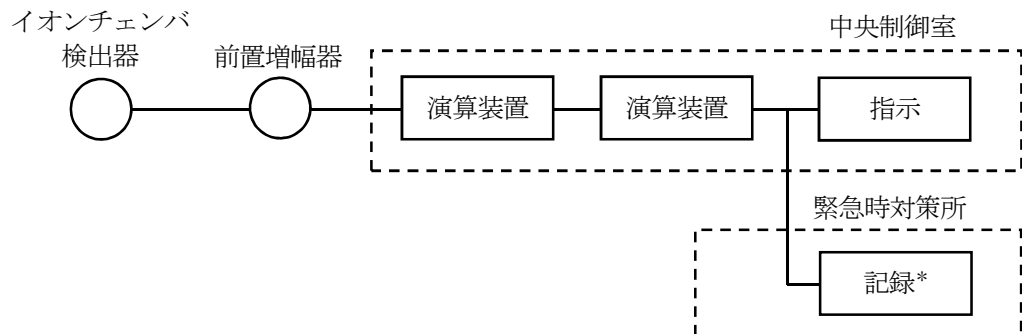 イオンチェンバ
検出器
前置増幅器
中央制御室
演算装置
演算装置
指示
緊急時対策所
記録*